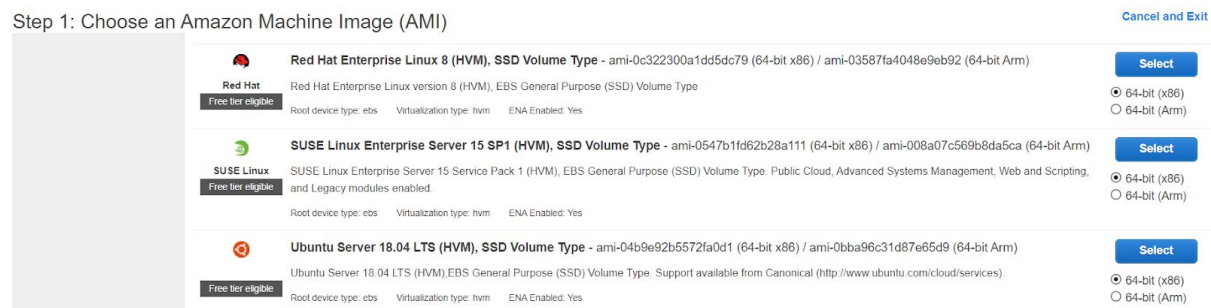 Step 1: Choose an Amazon Machine Image (AMI)
Cancel and Exit
Red Hat Enterprise Linux 8 (HVM), SSD Volume Type - ami-0c322300a1dd5dc79 (64-bit x86) / ami-03587fa4048e9eb92 (64-bit Arm)
Select
Red Hat
Red Hat Enterprise Linux version 8 (HVM), EBS General Purpose (SSD) Volume Type
64-bit (x86)
Free tier eligible
Root device type: ebs Virtualization type: hvm ENA Enabled: Yes
64-bit (Arm)
SUSE Linux Enterprise Server 15 SP1 (HVM), SSD Volume Type - ami-0547b1fd62b28a111 (64-bit x86) / ami-008a07c569b8da5ca (64-bit Arm)
Select
SUSE Linux
SUSE Linux Enterprise Server 15 Service Pack 1 (HVM), EBS General Purpose (SSD) Volume Type. Public Cloud, Advanced Systems Management, Web and Scripting,
64-bit (x86)
Free tier eligible
and Legacy modules enabled.
64-bit (Arm)
Root device type: ebs Virtualization type: hvm ENA Enabled: Yes
Ubuntu Server 18.04 LTS (HVM), SSD Volume Type - ami-04b9e92b5572fa0d1 (64-bit x86) / ami-0bba96c31d87e65d9 (64-bit Arm)
Select
Ubuntu Server 18.04 LTS (HVM),EBS General Purpose (SSD) Volume Type. Support available from Canonical (http://www.ubuntu.com/cloud/services).
64-bit (x86)
Free tier eligible
Root device type: ebs Virtualization type: hvm ENA Enabled: Yes
64-bit (Arm)